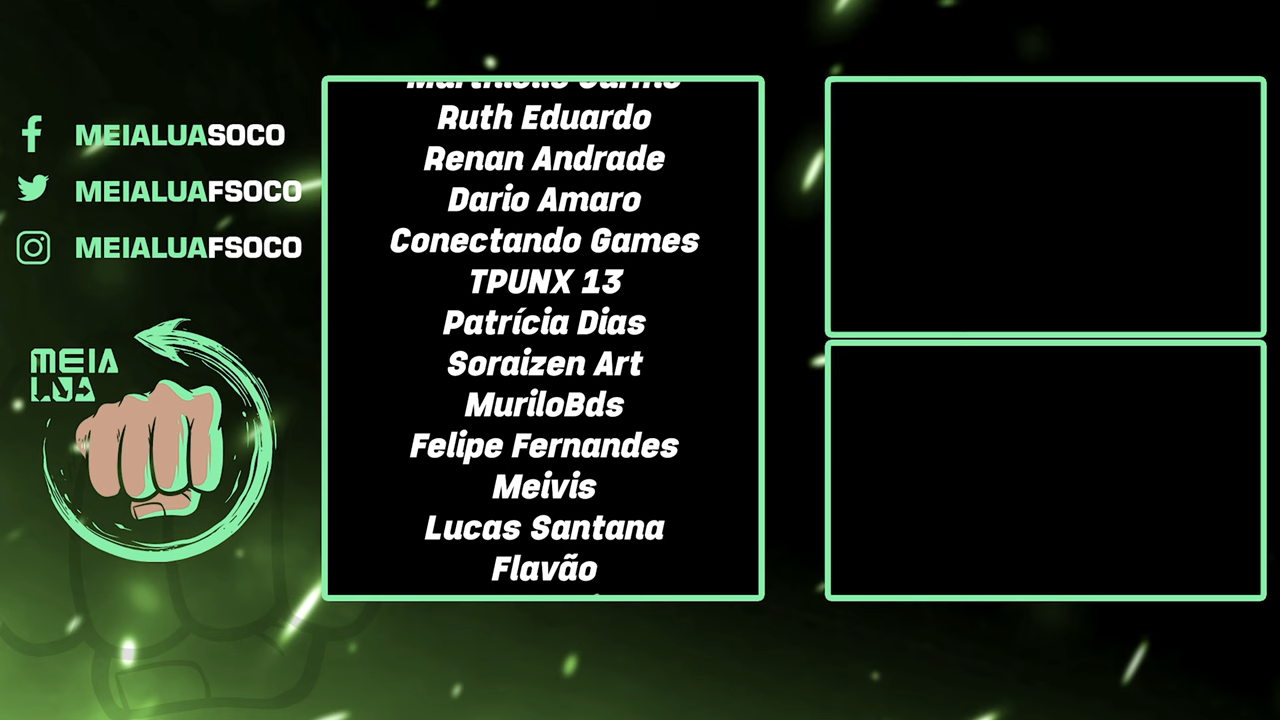 MEIALUASOCO
MEIALUAFSOCO
MEIALUAFSOCO
MEIA
LUA
Ruth Eduardo
Renan Andrade
Dario Amaro
Conectando Games
TPUNX 13
Patrícia Dias
Soraizen Art
MuriloBds
Felipe Fernandes
Meivis
Lucas Santana
Flavão